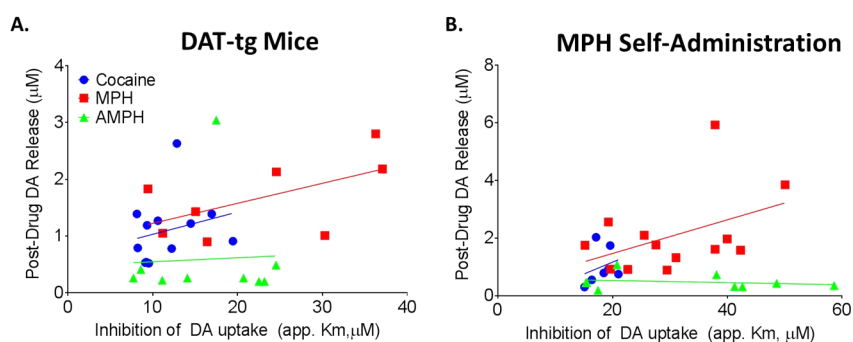 A.
DAT-tg Mice
4
3
2
1
0
Post-Drug DA Release (μM)
Cocaine
MPH
AMPH
0 10 20 30 40
Inhibition of DA uptake (app. Km,μM)
B.
MPH Self-Administration
8
6
4
2
0
Post-Drug DA Release (μM)
0 20 40 60
Inhibition of DA uptake (app. Km, μM)